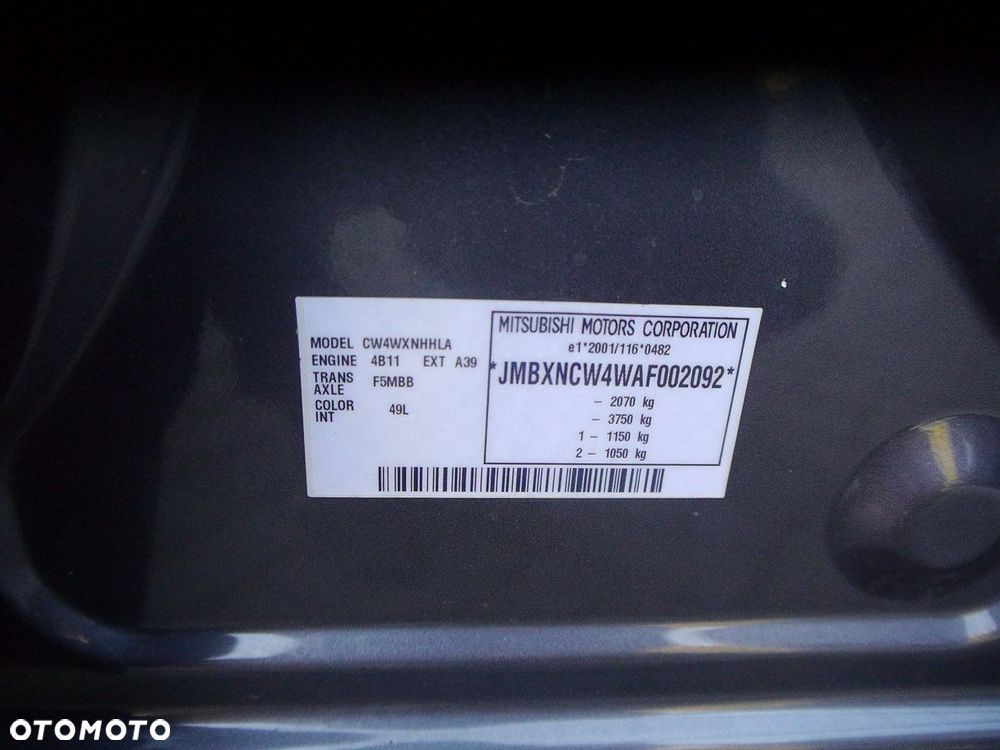 MODEL CW4WXNHHLA
ENGINE 4B11 EXT A39
TRANS AXLE F5MBB
COLOR INT 49L
MITSUBISHI MOTORS CORPORATION
e1*2001/116*0482
*JMBXNCW4WAF002092*
– 2070 kg
– 3750 kg
1 – 1150 kg
2 – 1050 kg
OTOMOTO